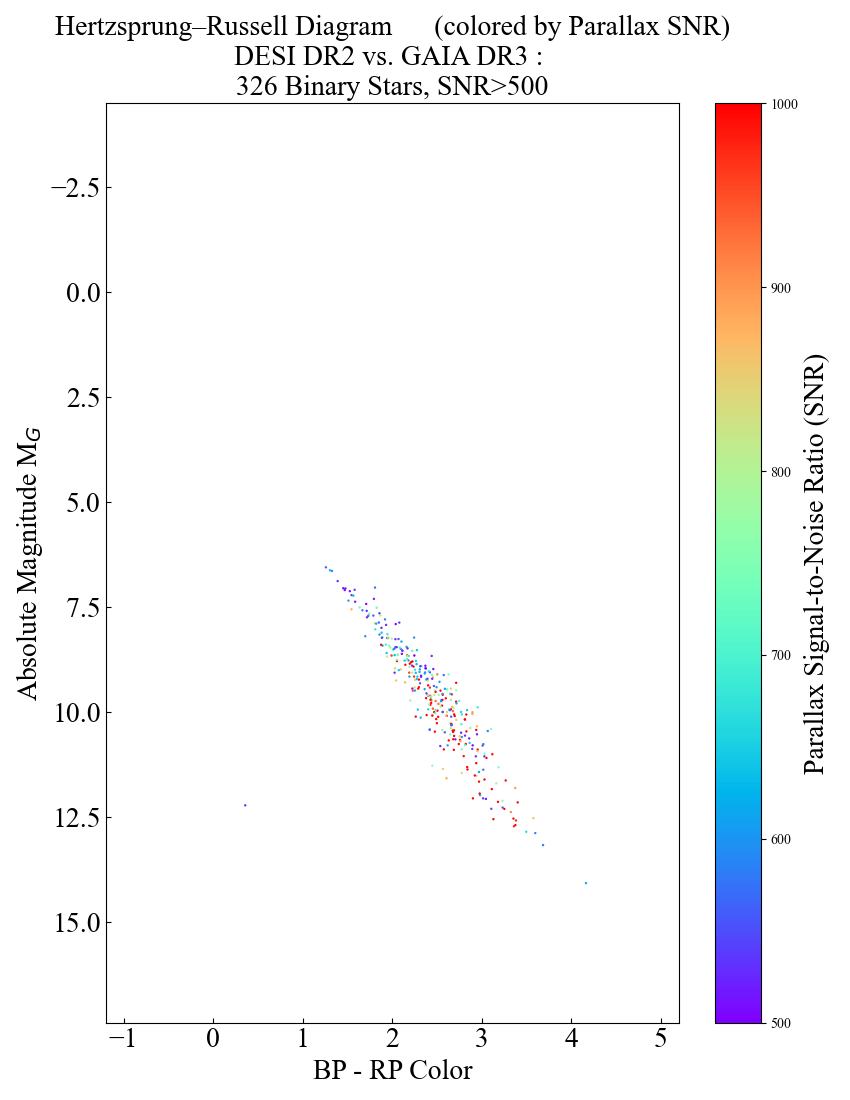 Hertzsprung–Russell Diagram (colored by Parallax SNR)
DESI DR2 vs. GAIA DR3 :
326 Binary Stars, SNR>500
Absolute Magnitude M_G
−2.5
0.0
2.5
5.0
7.5
10.0
12.5
15.0
−1 0 1 2 3 4 5
BP - RP Color
1000
900
800
700
600
500
Parallax Signal-to-Noise Ratio (SNR)